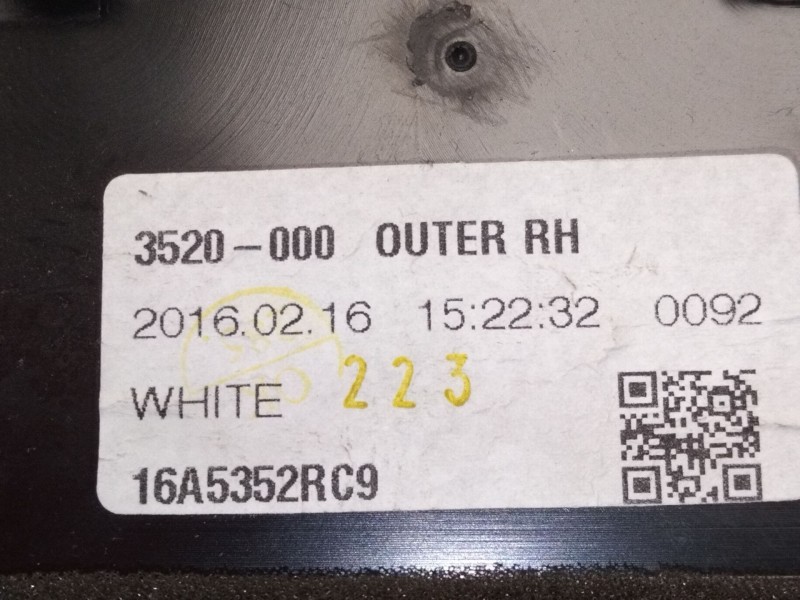 3520-000 OUTER RH
2016.02.16 15:22:32 0092
WHITE 223
16A5352RC9